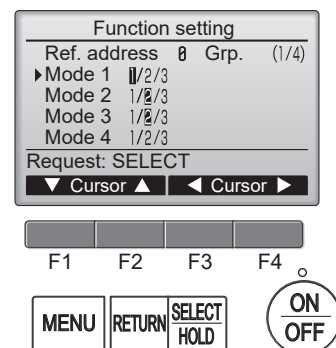 Function setting
Ref. address 0 Grp. (1/4)
Mode 1 1/2/3
Mode 2 1/2/3
Mode 3 1/2/3
Mode 4 1/2/3
Request: SELECT
▼ Cursor ▲ ◀ Cursor ▶
F1 F2 F3 F4
MENU RETURN SELECT HOLD ON OFF